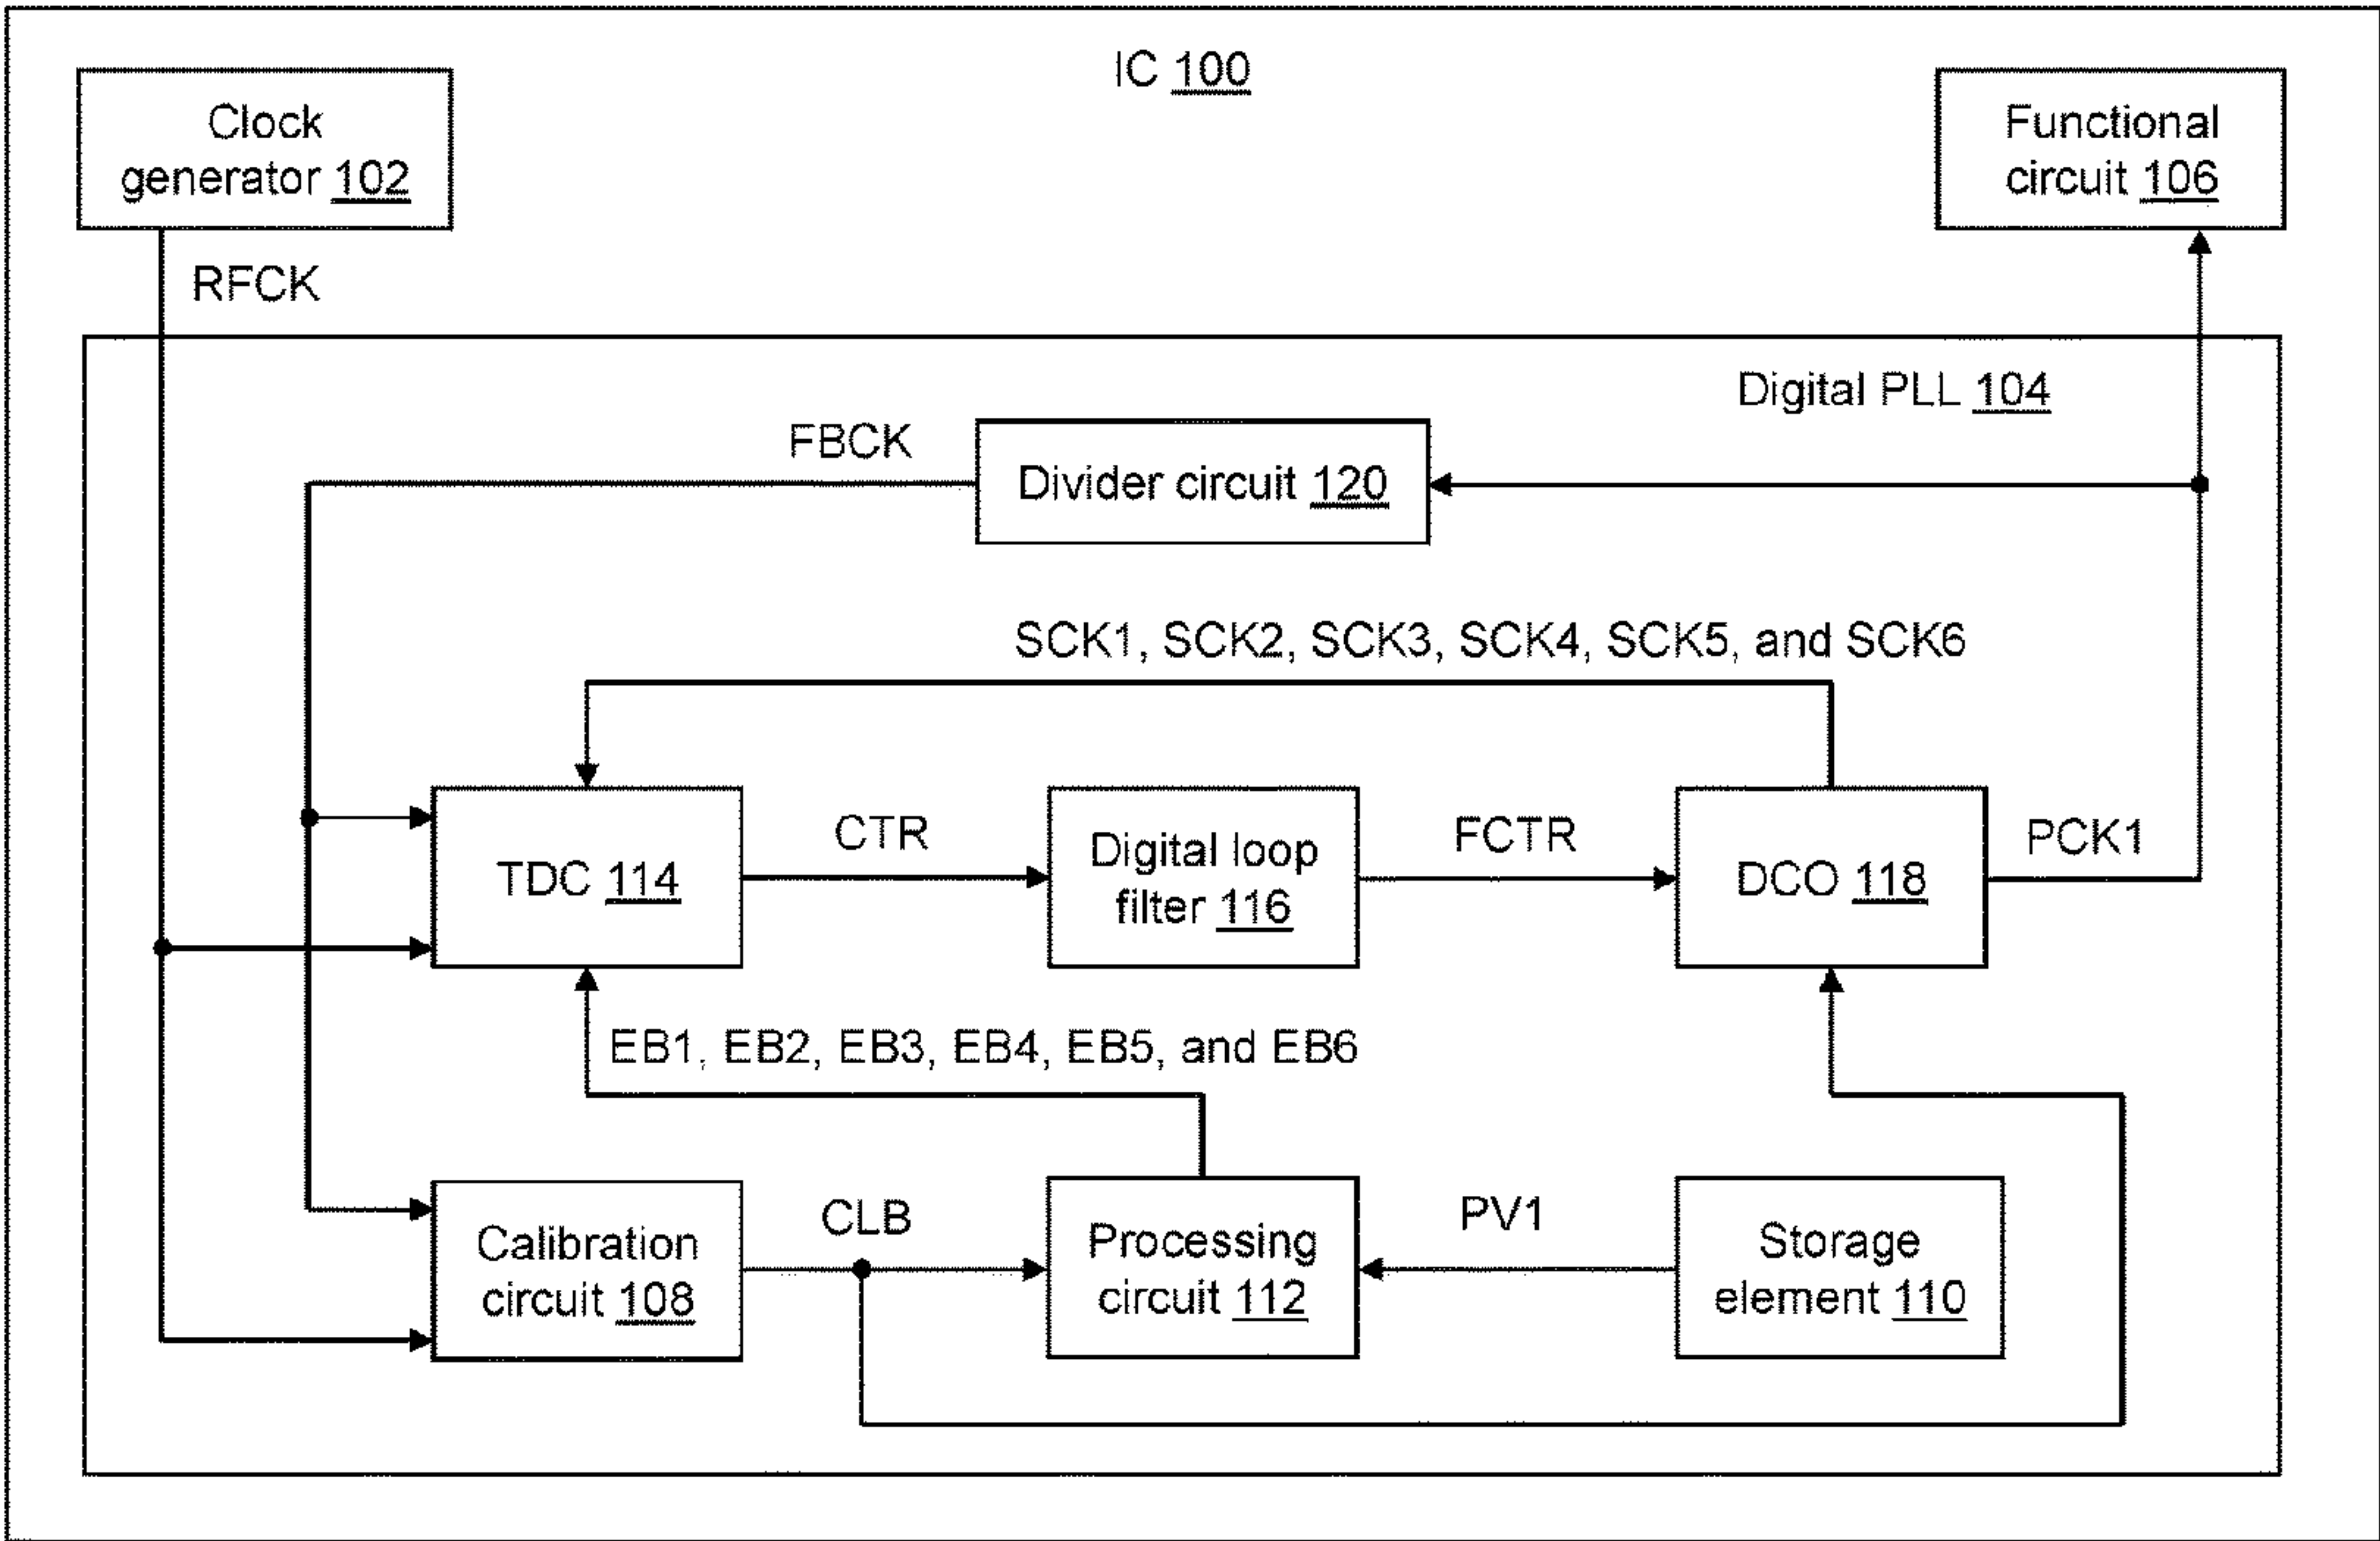 IC 100
Clock
generator 102
Functional
circuit 106
RFCK
Digital PLL 104
FBCK
Divider circuit 120
SCK1, SCK2, SCK3, SCK4, SCK5, and SCK6
TDC 114
CTR
Digital loop
filter 116
FCTR
DCO 118
PCK1
EB1, EB2, EB3, EB4, EB5, and EB6
Calibration
circuit 108
CLB
Processing
circuit 112
PV1
Storage
element 110